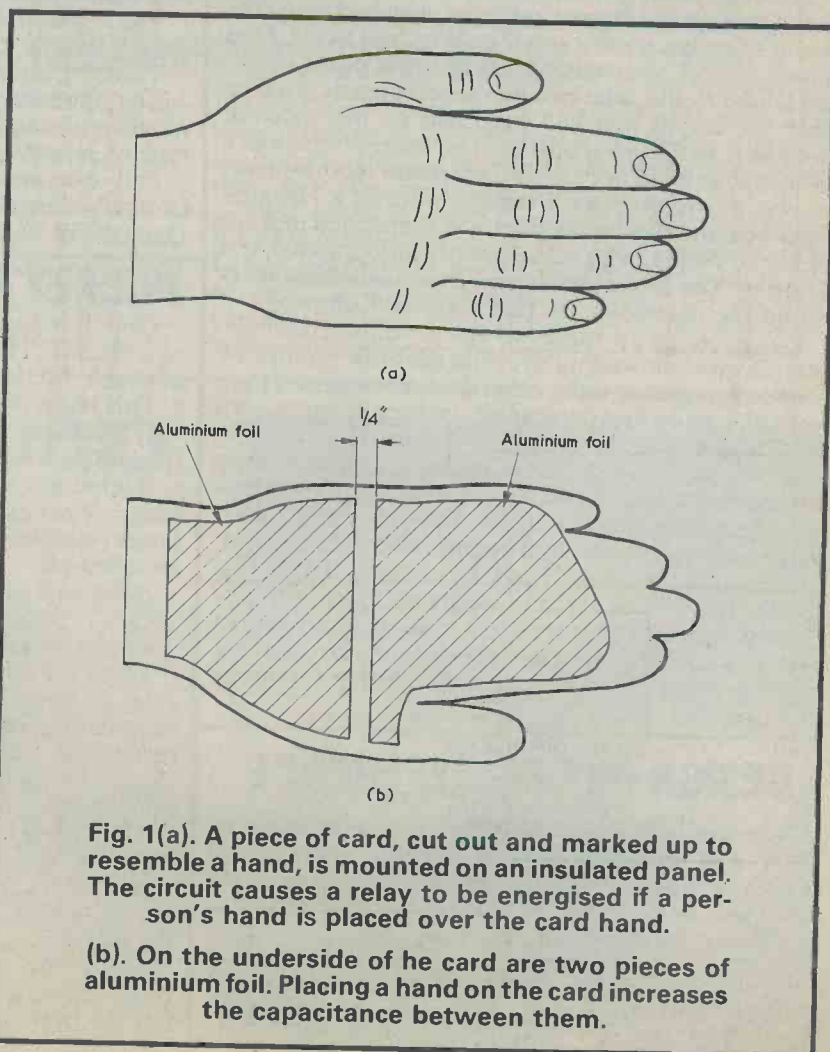 (a)
1/4"
Aluminium foil
Aluminium foil
(b)
Fig. 1(a). A piece of card, cut out and marked up to
resemble a hand, is mounted on an insulated panel.
The circuit causes a relay to be energised if a per-
son's hand is placed over the card hand.
(b). On the underside of he card are two pieces of
aluminium foil. Placing a hand on the card increases
the capacitance between them.